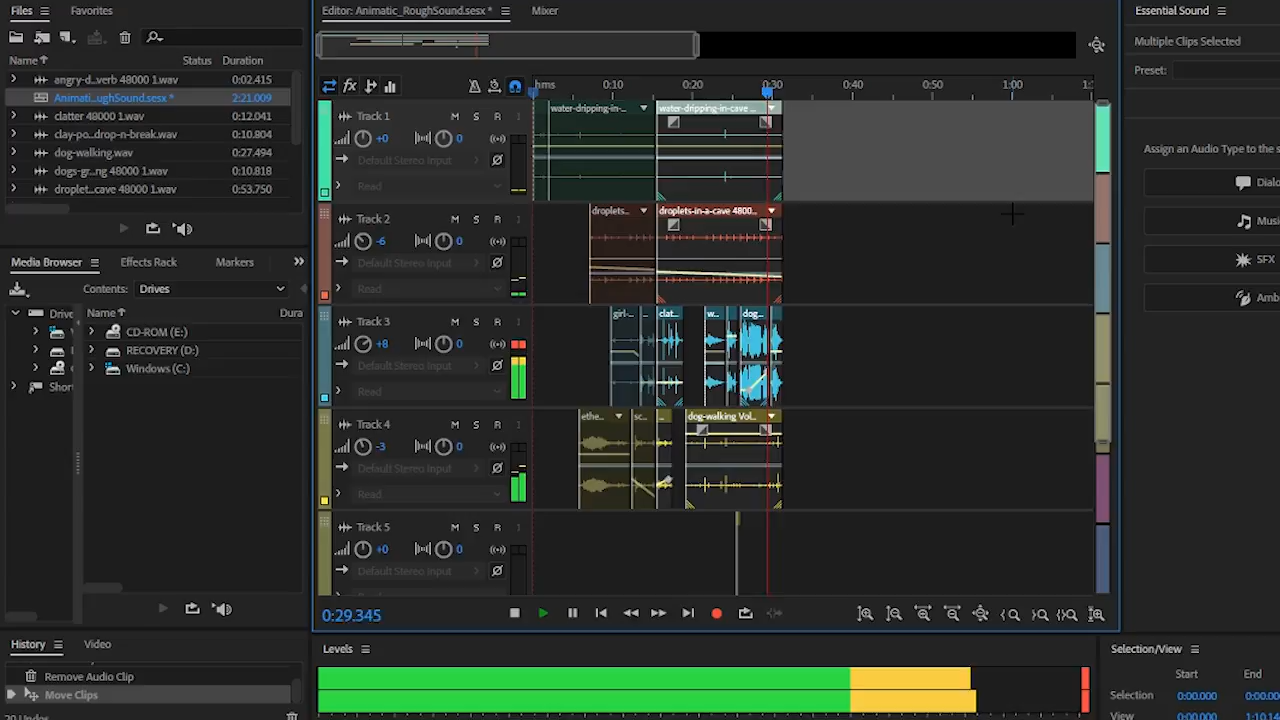 Files
Favorites
Editor: Animatic_RoughSound.sesx *
Mixer
Essential Sound
Multiple Clips Selected
Preset:
Name
Status
Duration
angry-d...verb 48000 1.wav
0:02.415
Animati...ughSound.sesx *
2:21.009
clatter 48000 1.wav
0:12.041
clay-po...drop-n-break.wav
0:10.804
dog-walking.wav
0:27.494
dogs-gr...ng 48000 1.wav
0:10.818
droplet...cave 48000 1.wav
0:53.750
hms
0:10
0:20
0:30
0:40
0:50
1:00
Track 1
M
S
R
I
+0
0
Default Stereo Input
Read
water-dripping-in-...
water-dripping-in-cave ...
Track 2
M
S
R
I
-6
0
Default Stereo Input
Read
droplets...
droplets-in-a-cave 4800...
Track 3
M
S
R
I
+8
0
Default Stereo Input
Read
girl-...
clat...
w...
dog...
Track 4
M
S
R
I
-3
0
Default Stereo Input
Read
ethe...
sc...
dog-walking Vol...
Track 5
M
S
R
I
+0
0
Default Stereo Input
Assign an Audio Type to the s
Dialo
Musi
SFX
Amb
Media Browser
Effects Rack
Markers
Contents:
Drives
Name
Dura
Driv
CD-ROM (E:)
RECOVERY (D:)
Windows (C:)
Short
0:29.345
History
Video
Remove Audio Clip
Move Clips
20 Undos
Levels
Selection/View
Start
End
Selection
0:00.000
0:00.00
View
0:00.000